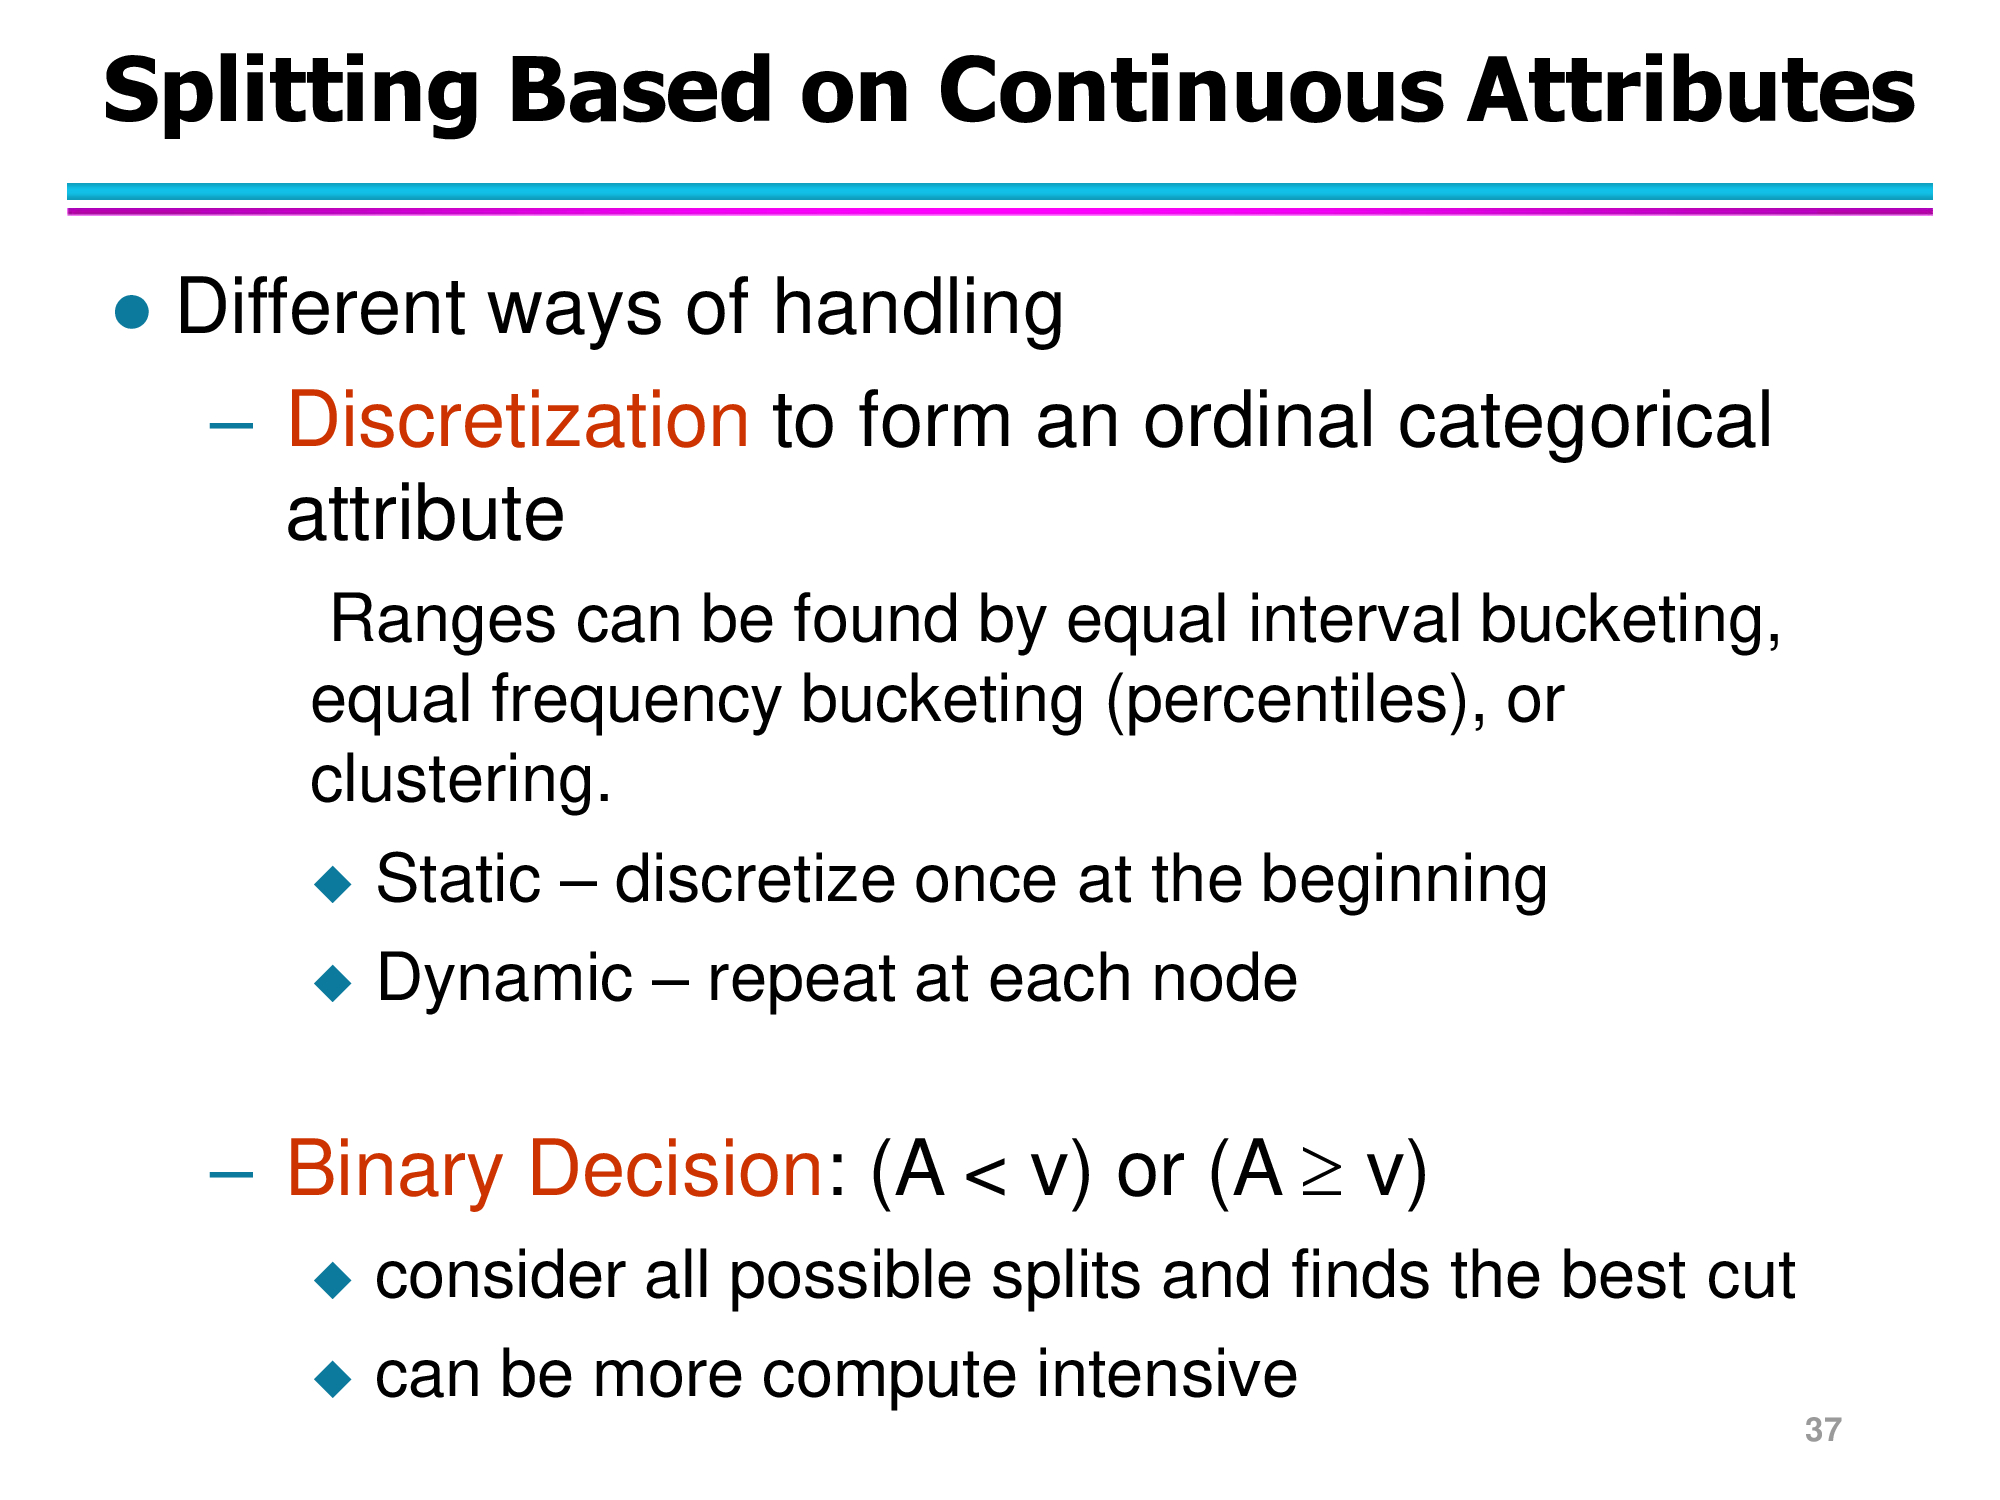 Splitting Based on Continuous Attributes
● Different ways of handling
– Discretization to form an ordinal categorical
attribute
Ranges can be found by equal interval bucketing,
equal frequency bucketing (percentiles), or
clustering.
◆ Static – discretize once at the beginning
◆ Dynamic – repeat at each node
– Binary Decision: (A < v) or (A ≥ v)
◆ consider all possible splits and finds the best cut
◆ can be more compute intensive
37